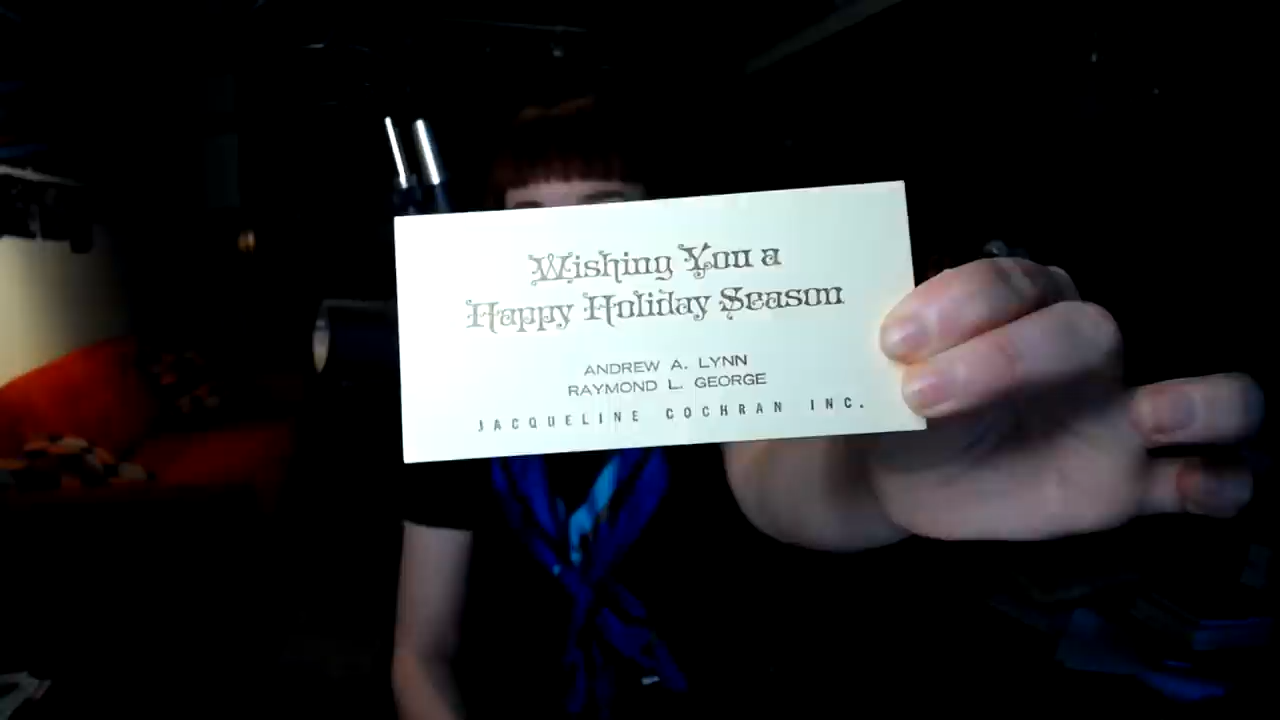 Wishing You a
Happy Holiday Season
ANDREW A. LYNN
RAYMOND L. GEORGE
JACQUELINE COCHRAN INC.